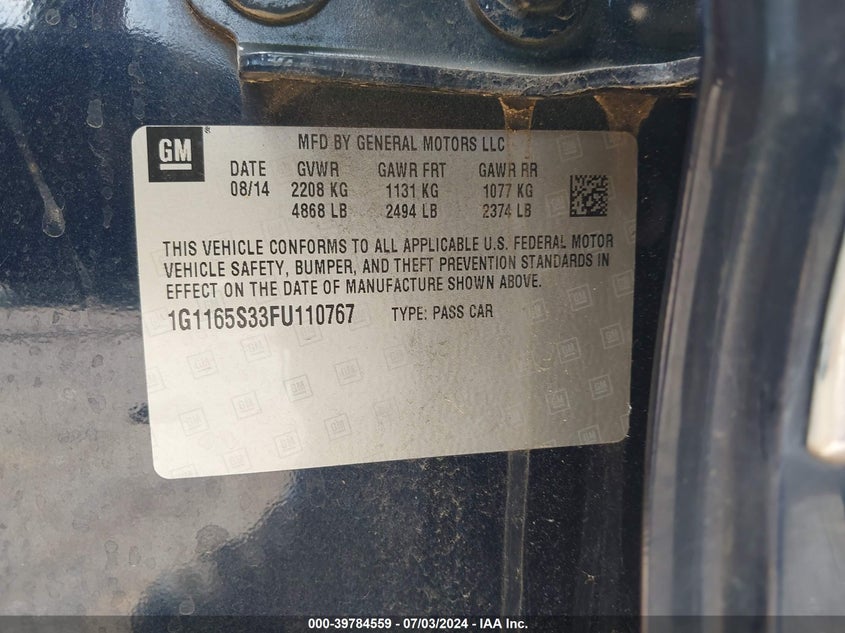 GM
®
MFD BY GENERAL MOTORS LLC
DATE GVWR GAWR FRT GAWR RR
08/14 2208 KG 1131 KG 1077 KG
4868 LB 2494 LB 2374 LB
THIS VEHICLE CONFORMS TO ALL APPLICABLE U.S. FEDERAL MOTOR
VEHICLE SAFETY, BUMPER, AND THEFT PREVENTION STANDARDS IN
EFFECT ON THE DATE OF MANUFACTURE SHOWN ABOVE.
1G1165S33FU110767 TYPE: PASS CAR
000-39784559 - 07/03/2024 - IAA Inc.